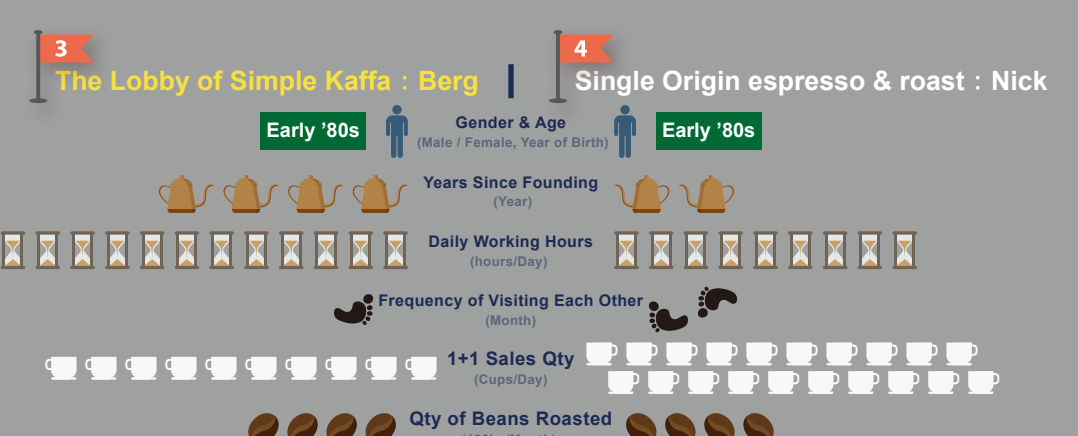 3
4
The Lobby of Simple Kaffa : Berg
Single Origin espresso & roast : Nick
Early ’80s
Gender & Age
(Male / Female, Year of Birth)
Early ’80s
Years Since Founding
(Year)
Daily Working Hours
(hours/Day)
Frequency of Visiting Each Other
(Month)
1+1 Sales Qty
(Cups/Day)
Qty of Beans Roasted